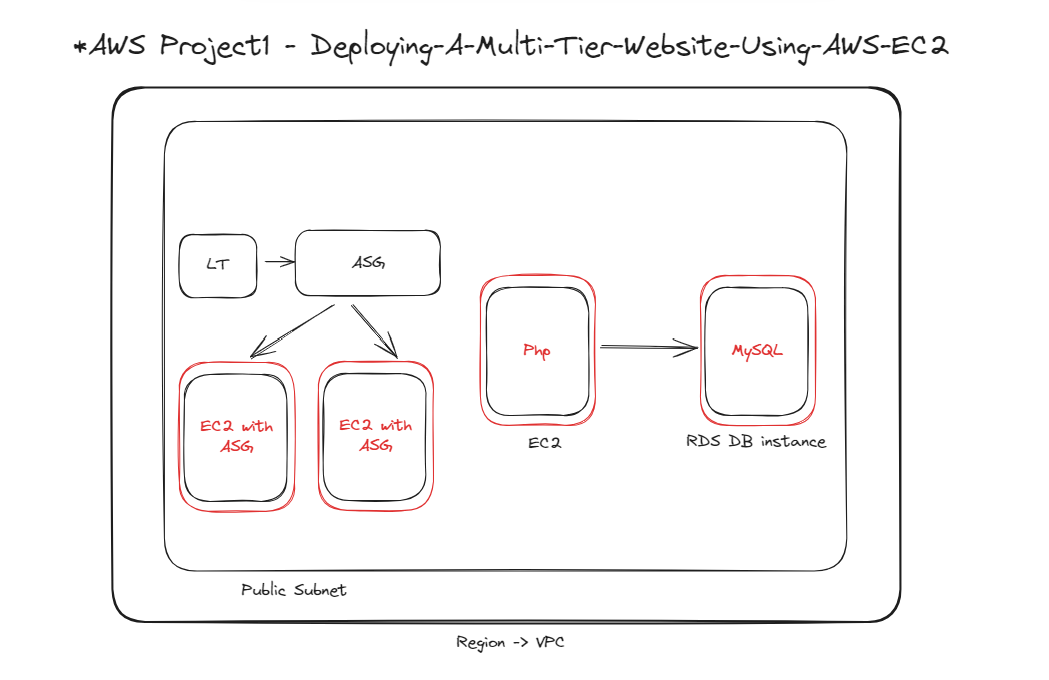 *AWS Project1 - Deploying-A-Multi-Tier-Website-Using-AWS-EC2
LT
ASG
Php
MySQL
EC2 with
ASG
EC2 with
ASG
EC2
RDS DB instance
Public Subnet
Region -> VPC